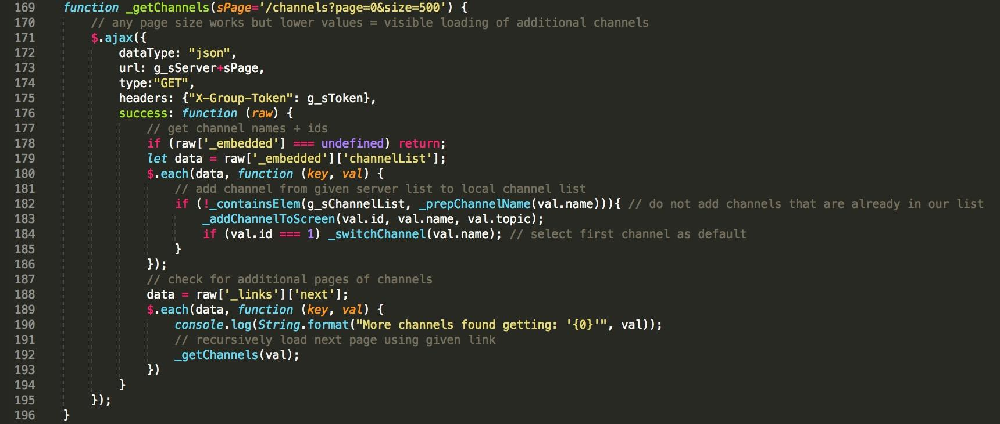 169 function _getChannels(sPage='/channels?page=0&size=500') {
170 // any page size works but lower values = visible loading of additional channels
171 $.ajax({
172 dataType: "json",
173 url: g_sServer+sPage,
174 type:"GET",
175 headers: {"X-Group-Token": g_sToken},
176 success: function (raw) {
177 // get channel names + ids
178 if (raw['_embedded'] === undefined) return;
179 let data = raw['_embedded']['channelList'];
180 $.each(data, function (key, val) {
181 // add channel from given server list to local channel list
182 if (!_containsElem(g_sChannelList, _prepChannelName(val.name))){ // do not add channels that are already in our list
183 _addChannelToScreen(val.id, val.name, val.topic);
184 if (val.id === 1) _switchChannel(val.name); // select first channel as default
185 }
186 });
187 // check for additional pages of channels
188 data = raw['_links']['next'];
189 $.each(data, function (key, val) {
190 console.log(String.format("More channels found getting: '{0}'", val));
191 // recursively load next page using given link
192 _getChannels(val);
193 })
194 }
195 });
196 }